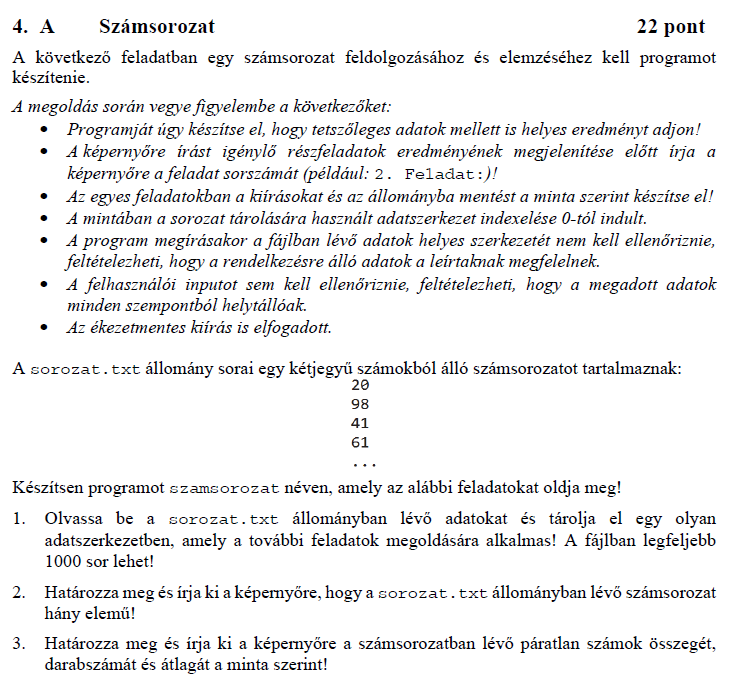 4. A Számsorozat 22 pont
A következő feladatban egy számsorozat feldolgozásához és elemzéséhez kell programot
készítenie.
A megoldás során vegye figyelembe a következőket:
• Programját úgy készítse el, hogy tetszőleges adatok mellett is helyes eredményt adjon!
• A képernyőre írást igénylő részfeladatok eredményének megjelenítése előtt írja a
képernyőre a feladat sorszámát (például: 2. Feladat:)!
• Az egyes feladatokban a kiírásokat és az állományba mentést a minta szerint készítse el!
• A mintában a sorozat tárolására használt adatszerkezet indexelése 0-tól indult.
• A program megírásakor a fájlban lévő adatok helyes szerkezetét nem kell ellenőriznie,
feltételezheti, hogy a rendelkezésre álló adatok a leírtaknak megfelelnek.
• A felhasználói inputot sem kell ellenőriznie, feltételezheti, hogy a megadott adatok
minden szempontból helytállóak.
• Az ékezetmentes kiírás is elfogadott.
A sorozat.txt állomány sorai egy kétjegyű számokból álló számsorozatot tartalmaznak:
20
98
41
61
...
Készítsen programot szamsorozat néven, amely az alábbi feladatokat oldja meg!
1. Olvassa be a sorozat.txt állományban lévő adatokat és tárolja el egy olyan
adatszerkezetben, amely a további feladatok megoldására alkalmas! A fájlban legfeljebb
1000 sor lehet!
2. Határozza meg és írja ki a képernyőre, hogy a sorozat.txt állományban lévő számsorozat
hány elemű!
3. Határozza meg és írja ki a képernyőre a számsorozatban lévő páratlan számok összegét,
darabszámát és átlagát a minta szerint!